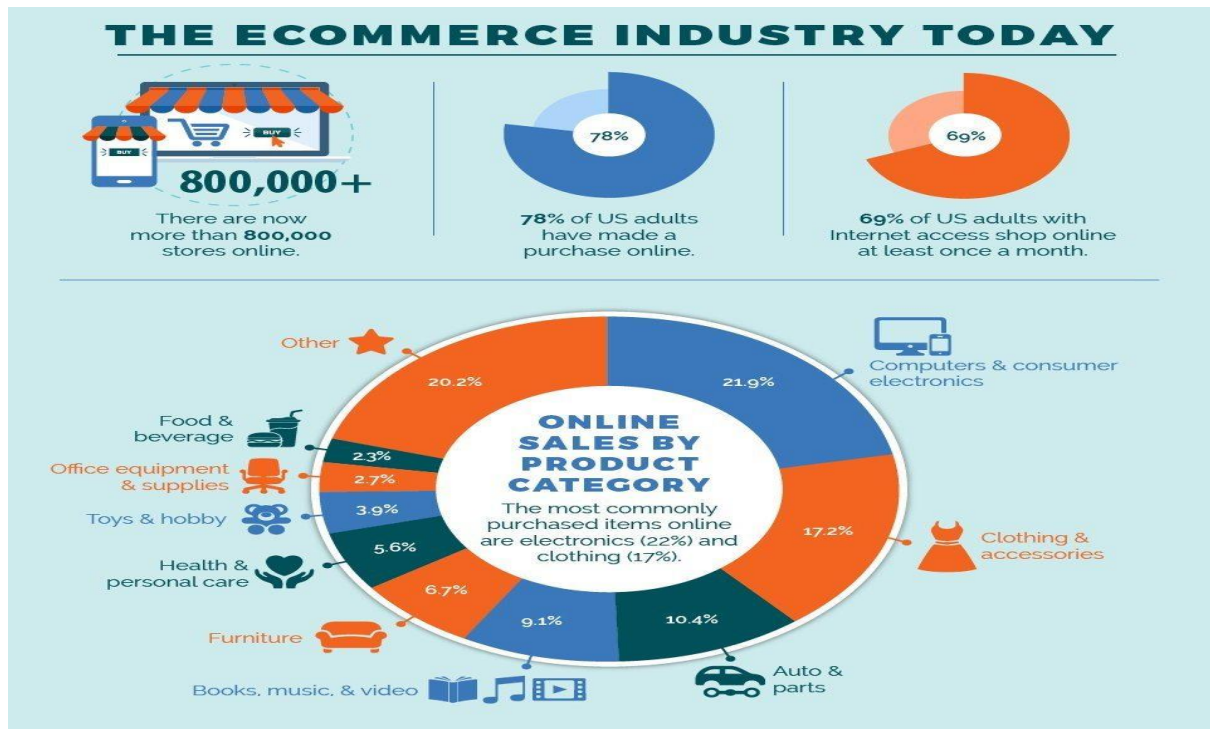 THE ECOMMERCE INDUSTRY TODAY
BUY
BUY
800,000+
There are now
more than 800,000
stores online.
78%
78% of US adults
have made a
purchase online.
69%
69% of US adults with
Internet access shop online
at least once a month.
Other
20.2%
21.9%
Computers & consumer
electronics
Food &
beverage
2.3%
Office equipment
& supplies
2.7%
Toys & hobby
3.9%
Health &
personal care
5.6%
Furniture
6.7%
Books, music, & video
9.1%
10.4%
Auto &
parts
17.2%
Clothing &
accessories
ONLINE
SALES BY
PRODUCT
CATEGORY
The most commonly
purchased items online
are electronics (22%) and
clothing (17%).